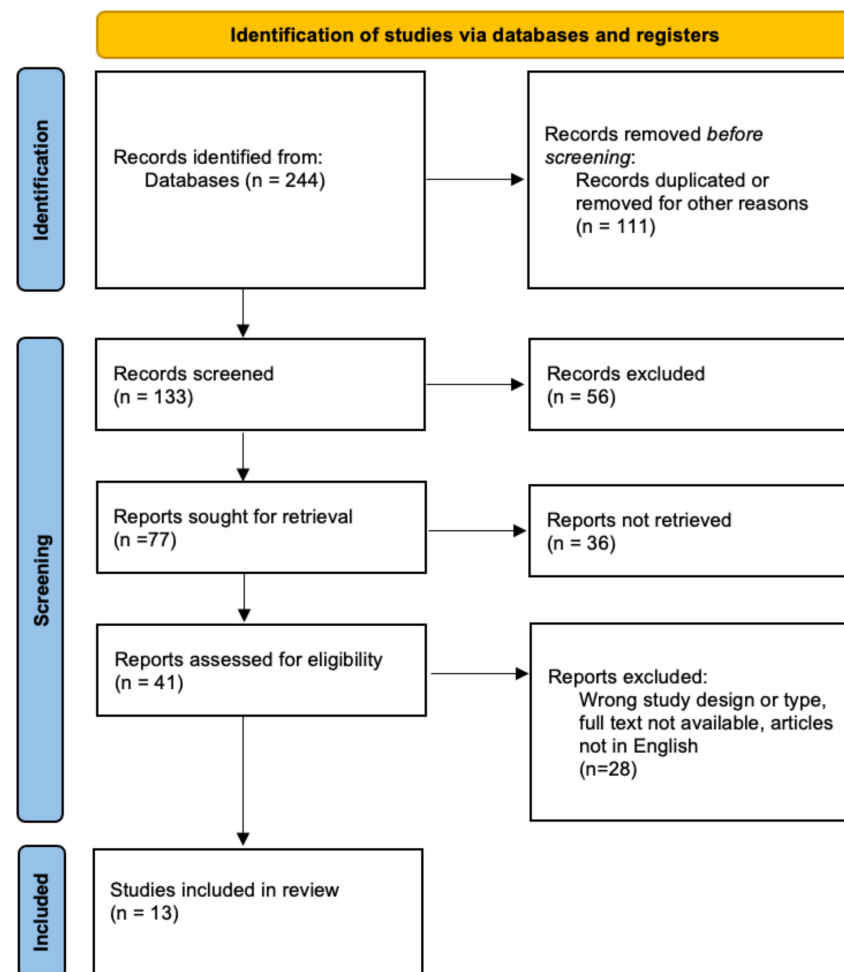 Identification of studies via databases and registers
Identification
Records identified from:
Databases (n = 244)
Records removed before
screening:
Records duplicated or
removed for other reasons
(n = 111)
Screening
Records screened
(n = 133)
Records excluded
(n = 56)
Reports sought for retrieval
(n =77)
Reports not retrieved
(n = 36)
Reports assessed for eligibility
(n = 41)
Reports excluded:
Wrong study design or type,
full text not available, articles
not in English
(n=28)
Included
Studies included in review
(n = 13)